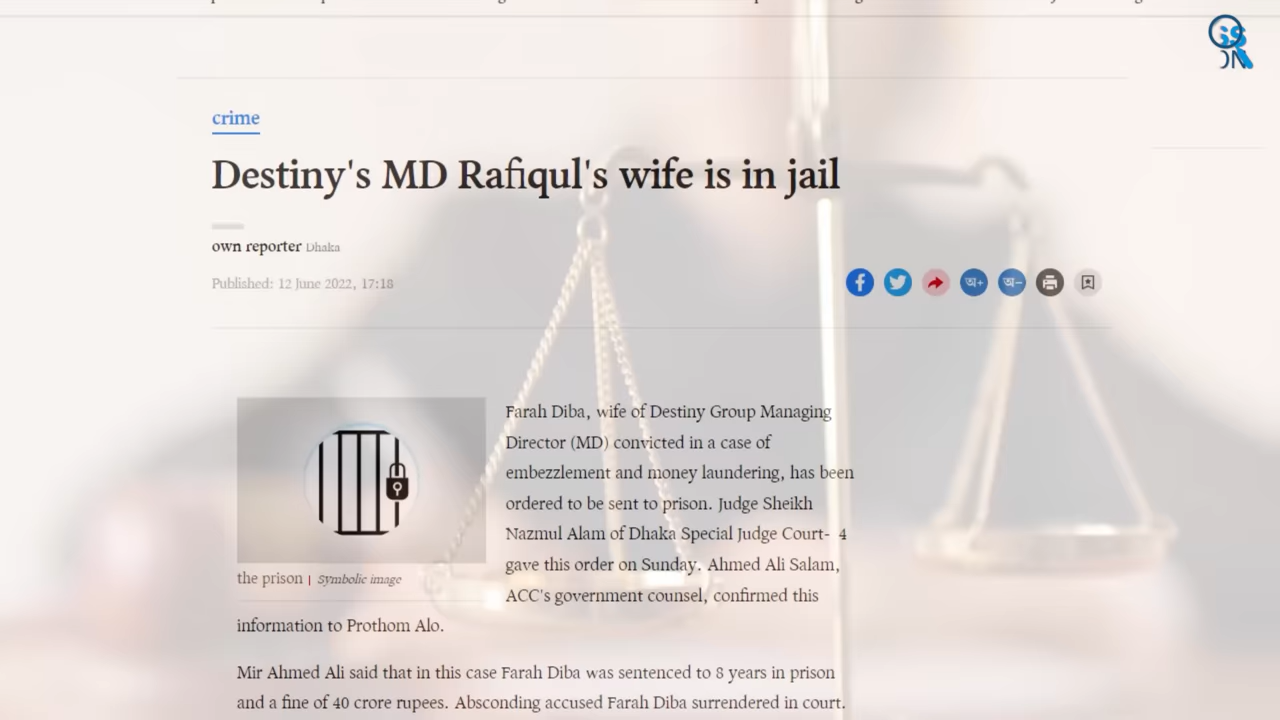 crime
Destiny's MD Rafiqul's wife is in jail
own reporter Dhaka
Published: 12 June 2022, 17:18
অ+ অ-
Farah Diba, wife of Destiny Group Managing
Director (MD) convicted in a case of
embezzlement and money laundering, has been
ordered to be sent to prison. Judge Sheikh
Nazmul Alam of Dhaka Special Judge Court- 4
gave this order on Sunday. Ahmed Ali Salam,
ACC's government counsel, confirmed this
the prison | Symbolic image
information to Prothom Alo.
Mir Ahmed Ali said that in this case Farah Diba was sentenced to 8 years in prison
and a fine of 40 crore rupees. Absconding accused Farah Diba surrendered in court.